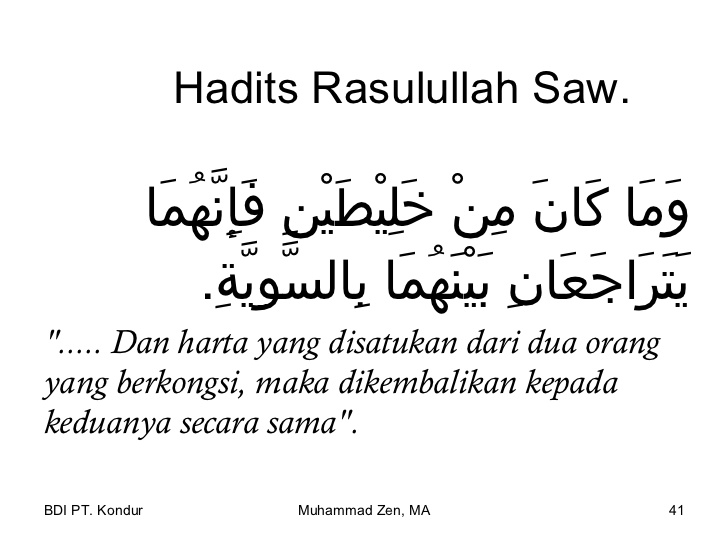 Hadits Rasulullah Saw.
وَمَا كَانَ مِنْ خَلِيْطَيْنِ فَإِنَّهُمَا
يَتَرَاجَعَانِ بَيْنَهُمَا بِالسَّوِيَّةِ.
"..... Dan harta yang disatukan dari dua orang
yang berkongsi, maka dikembalikan kepada
keduanya secara sama".
BDI PT. Kondur Muhammad Zen, MA 41